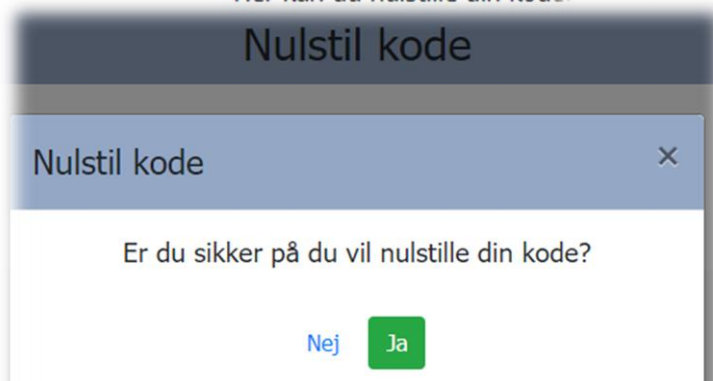 Nulstil kode
Nulstil kode ×
Er du sikker på du vil nulstille din kode?
Nej Ja